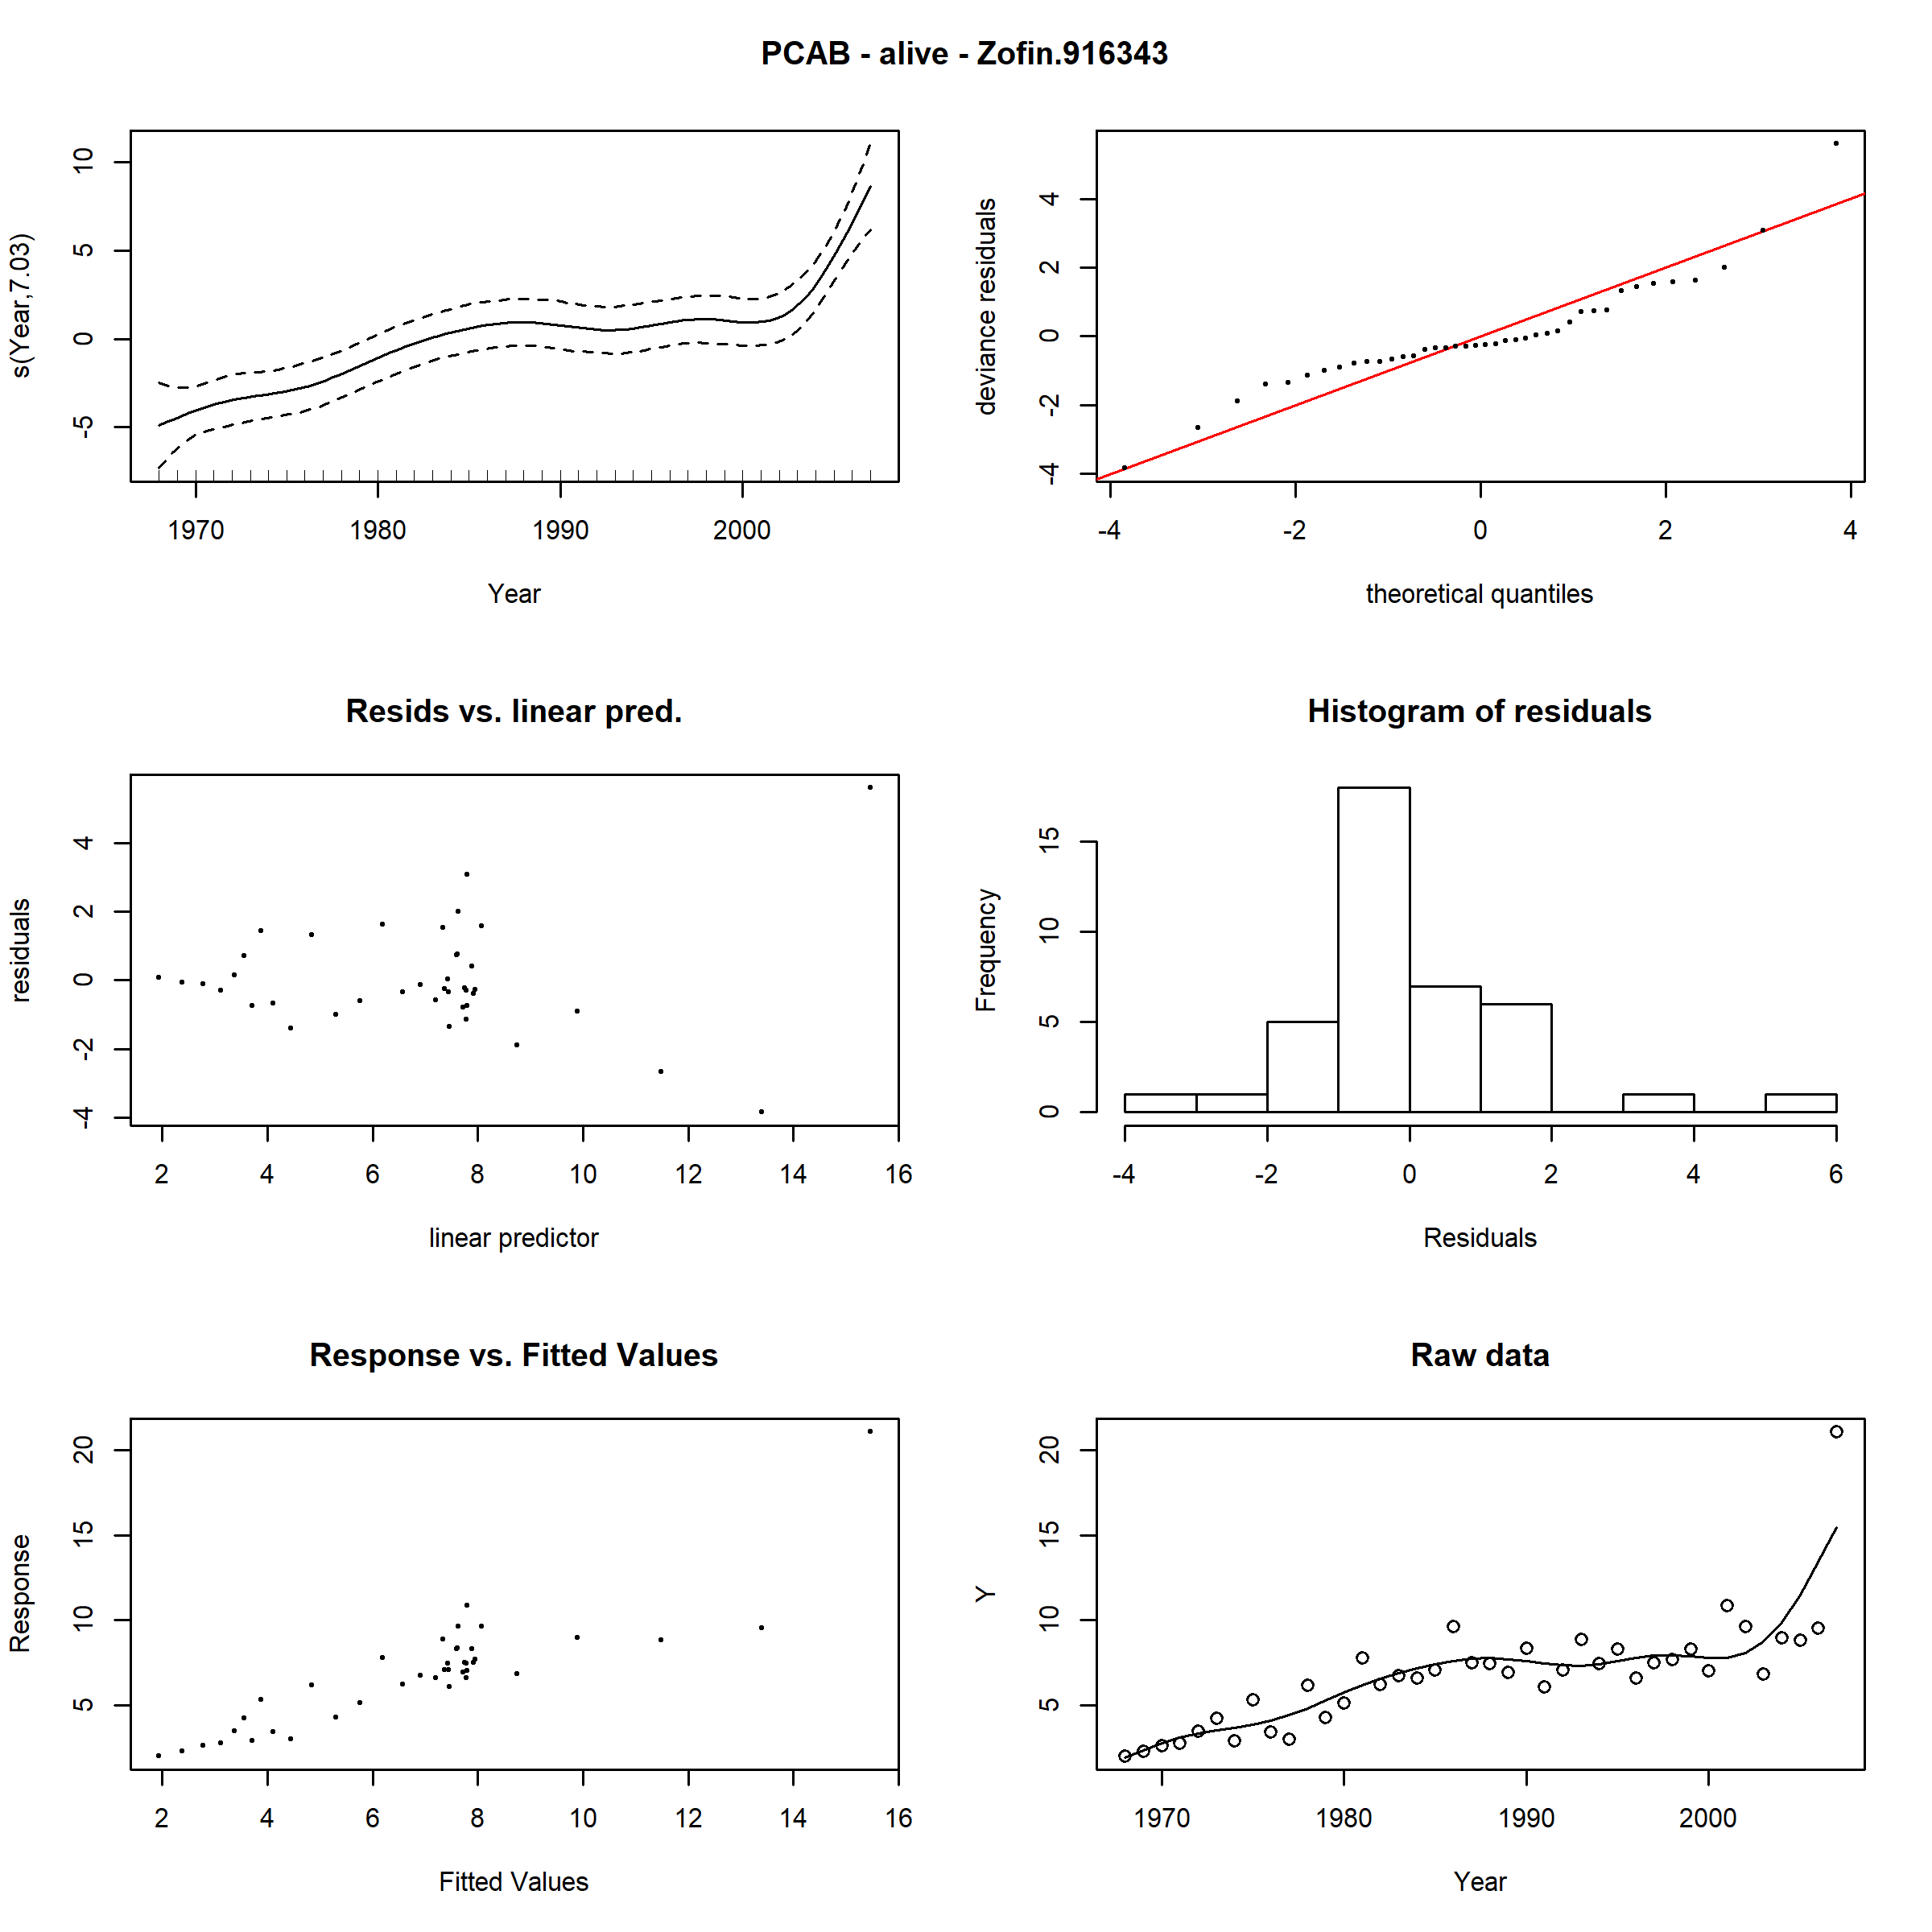 PCAB - alive - Zofin.916343
s(Year,7.03)
10
5
0
-5
1970 1980 1990 2000
Year
deviance residuals
4
2
0
-2
-4
-4 -2 0 2 4
theoretical quantiles
Resids vs. linear pred.
residuals
4
2
0
-2
-4
2 4 6 8 10 12 14 16
linear predictor
Histogram of residuals
Frequency
15
10
5
0
-4 -2 0 2 4 6
Residuals
Response vs. Fitted Values
Response
20
15
10
5
2 4 6 8 10 12 14 16
Fitted Values
Raw data
Y
20
15
10
5
1970 1980 1990 2000
Year